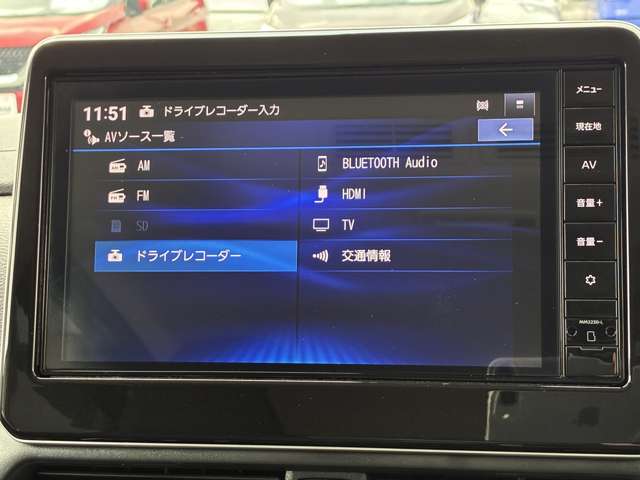 11:51 ドライブレコーダー入力
AVソース一覧
AM
FM
SD
ドライブレコーダー
BLUETOOTH Audio
HDMI
TV
交通情報
メニュー
現在地
AV
音量+
音量−
MM223D-L